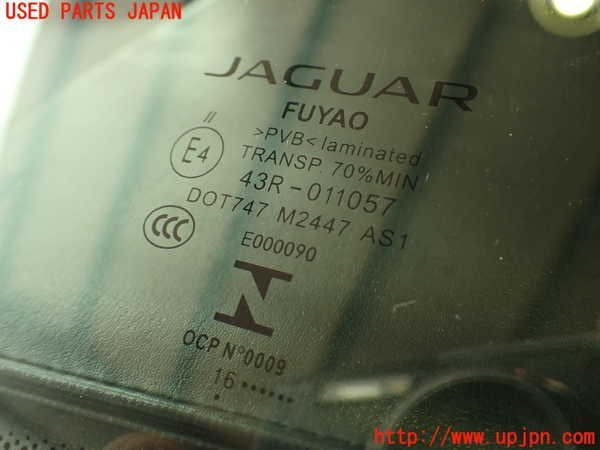 USED PARTS JAPAN
JAGUAR
FUYAO
>PVB<laminated
//
E4
TRANSP. 70%MIN.
43R-011057
DOT747 M2447 AS1
CCC
E000090
OCP N°0009
16••••••
•
http://www.upjpn.com